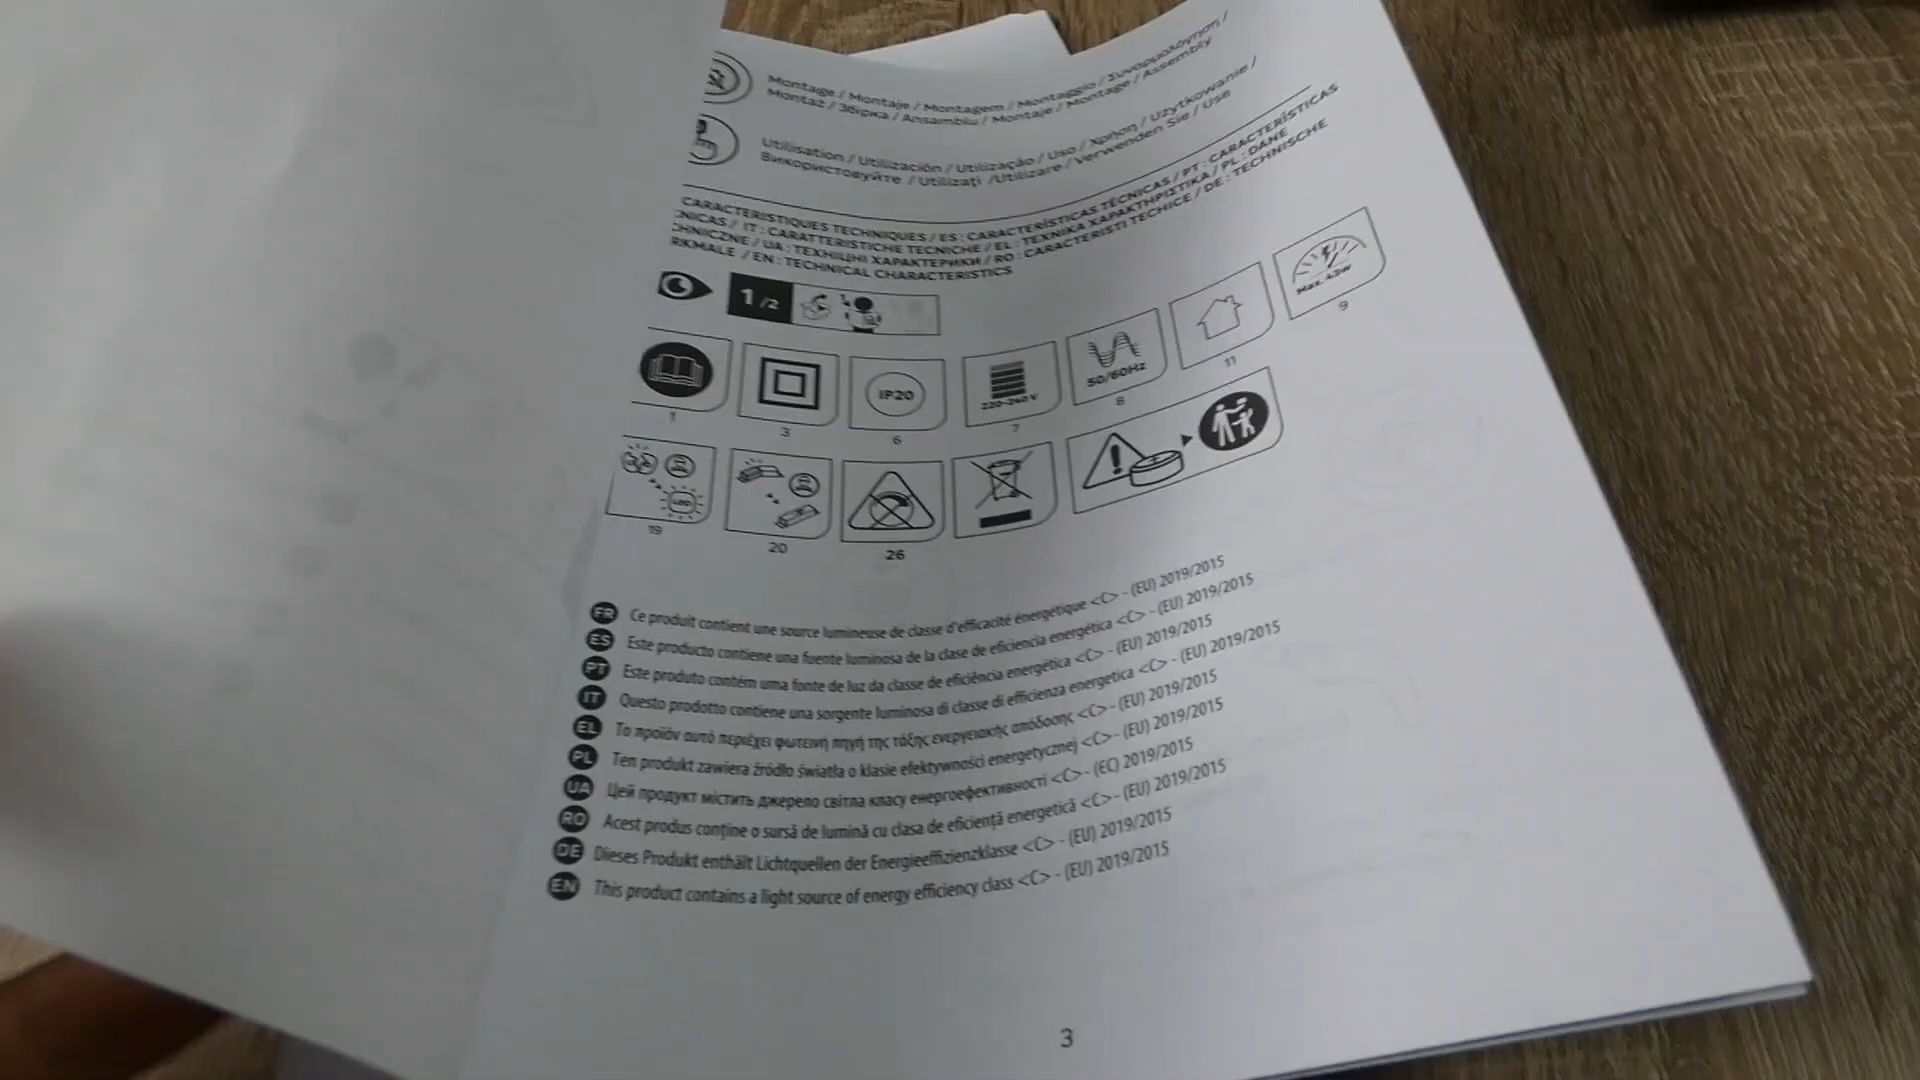 Montage / Montaje / Montagem / Montaggio / Συναρμολόγηση /
Montaż / Збірка / Ansamblu / Montaje / Montage / Assembly
Utilisation / Utilización / Utilização / Uso / Χρήση / Użytkowanie /
Використовуйте / Utilizați /Utilizare / Verwenden Sie / Use
CARACTERISTIQUES TECHNIQUES / ES : CARACTERÍSTICAS TÉCNICAS / PT : CARACTERÍSTICAS
CNICAS / IT : CARATTERISTICHE TECNICHE / EL : ΤΕΧΝΙΚΑ ΧΑΡΑΚΤΗΡΙΣΤΙΚΑ / PL : DANE
CHNICZNE / UA : ТЕХНІЦНІ ХАРАКТЕРИКИ / RO : CARACTERISTI TECHICE / DE : TECHNISCHE
RKMALE / EN : TECHNICAL CHARACTERISTICS
1 /2
IP20
220-240 V
50/60Hz
Max. 43W
1
3
6
7
8
11
9
LED
19
20
26
FR Ce produit contient une source lumineuse de classe d'efficacité énergétique <C> - (EU) 2019/2015
ES Este producto contiene una fuente luminosa de la clase de eficiencia energética <C> - (EU) 2019/2015
PT Este produto contém uma fonte de luz da classe de eficiência energética <C> - (EU) 2019/2015
IT Questo prodotto contiene una sorgente luminosa di classe di efficienza energetica <C> - (EU) 2019/2015
EL Το προϊόν αυτό περιέχει φωτεινή πηγή της τάξης ενεργειακής απόδοσης <C> - (EU) 2019/2015
PL Ten produkt zawiera źródło światła o klasie efektywności energetycznej <C> - (EU) 2019/2015
UA Цей продукт містить джерело світла класу енергоефективності <C> - (ЕС) 2019/2015
RO Acest produs conține o sursă de lumină cu clasa de eficiență energetică <C> - (EU) 2019/2015
DE Dieses Produkt enthält Lichtquellen der Energieeffizienzklasse <C> - (EU) 2019/2015
EN This product contains a light source of energy efficiency class <C> - (EU) 2019/2015
3